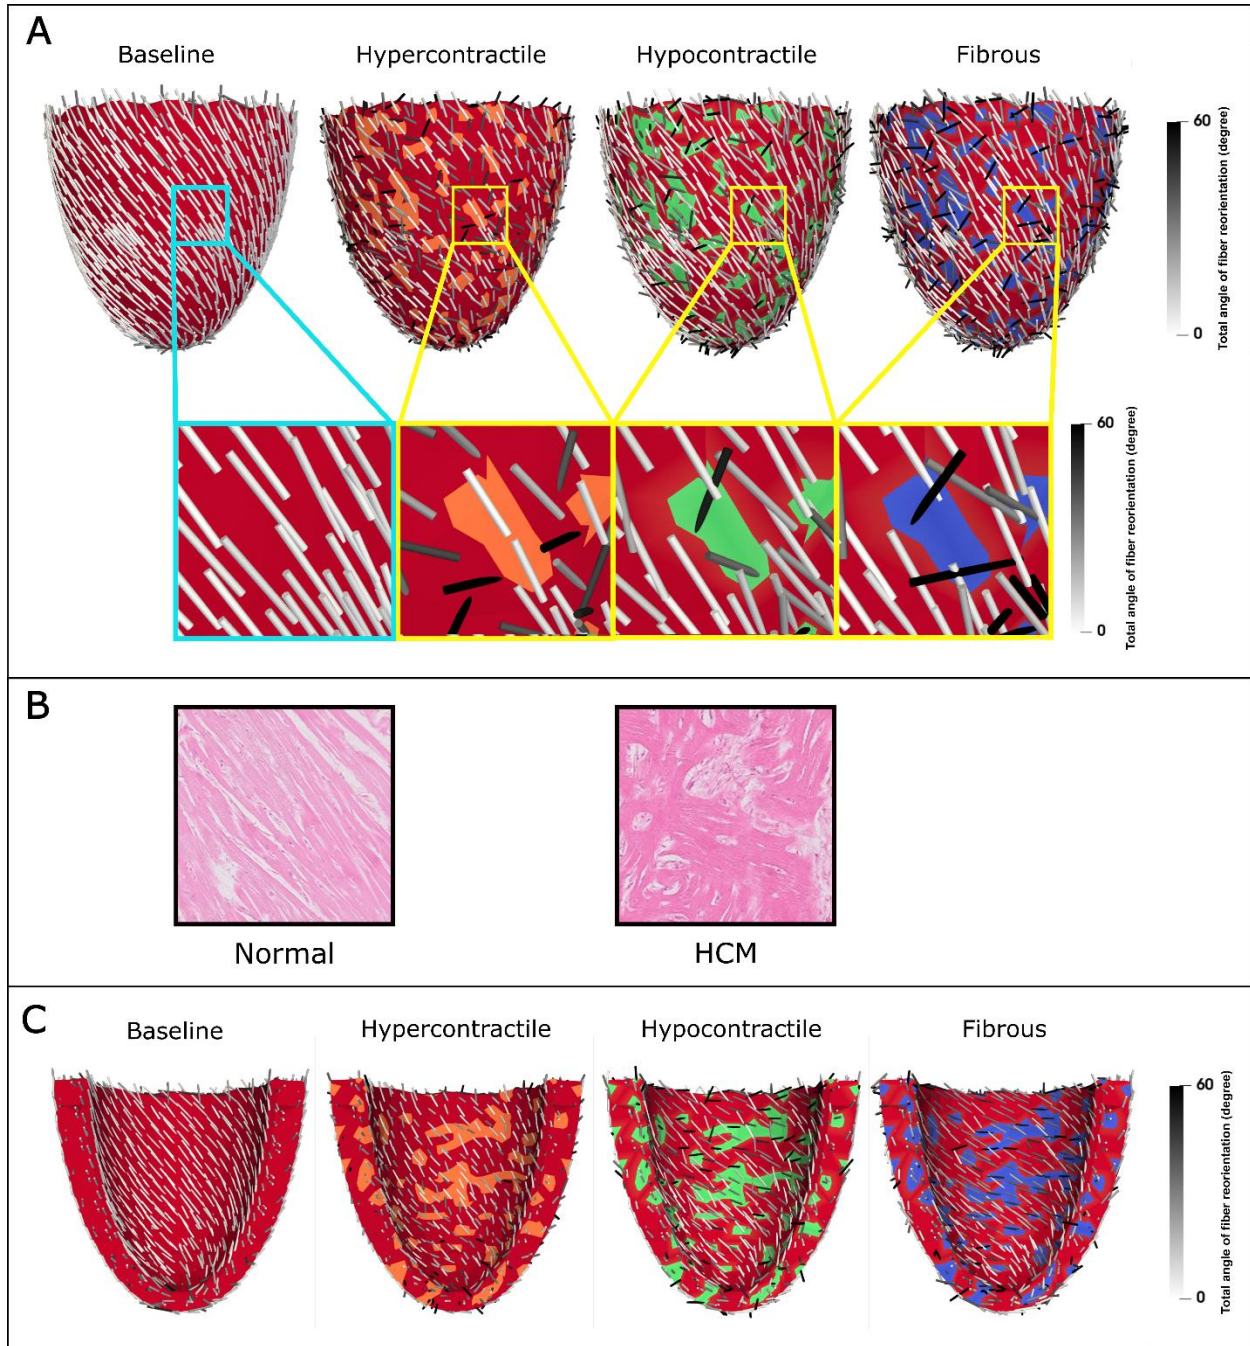 A
Baseline
Hypercontractile
Hypocontractile
Fibrous
60
0
Total angle of fiber reorientation (degree)
60
0
Total angle of fiber reorientation (degree)
B
Normal
HCM
C
Baseline
Hypercontractile
Hypocontractile
Fibrous
60
0
Total angle of fiber reorientation (degree)